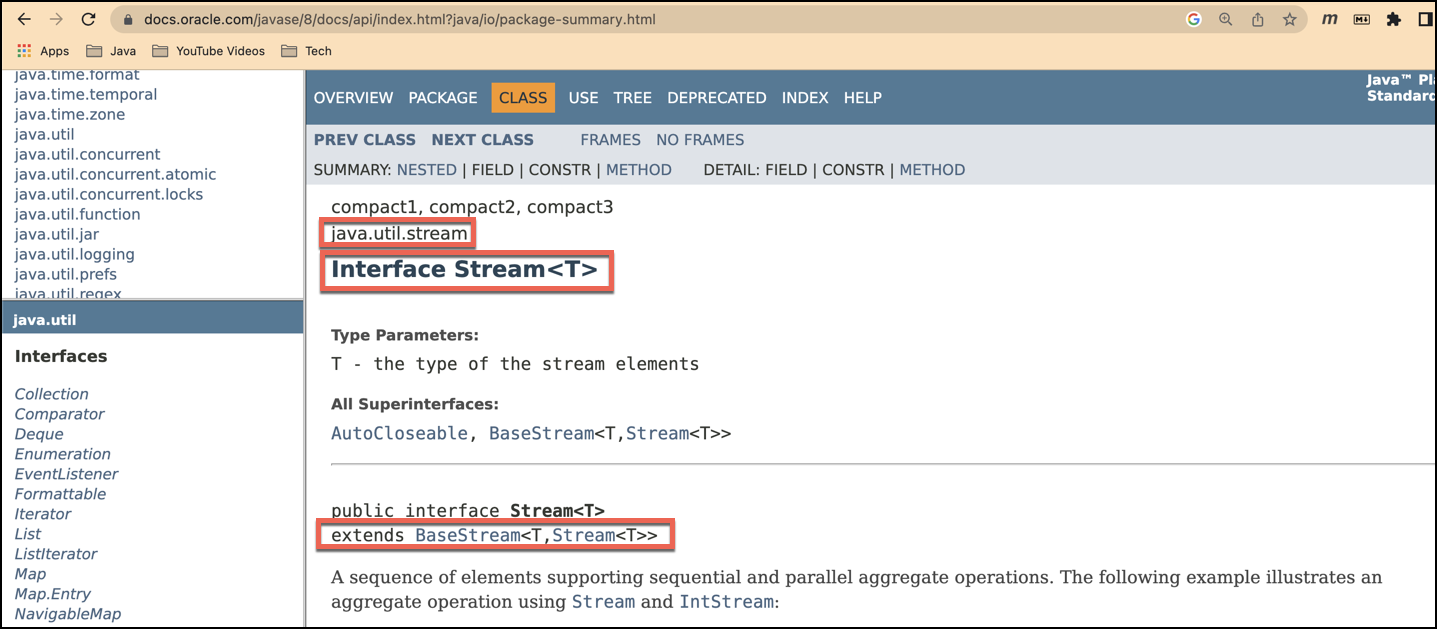 docs.oracle.com/javase/8/docs/api/index.html?java/io/package-summary.html
Apps Java YouTube Videos Tech
java.time.format
java.time.temporal
java.time.zone
java.util
java.util.concurrent
java.util.concurrent.atomic
java.util.concurrent.locks
java.util.function
java.util.jar
java.util.logging
java.util.prefs
java.util.regex
java.util
Interfaces
Collection
Comparator
Deque
Enumeration
EventListener
Formattable
Iterator
List
ListIterator
Map
Map.Entry
NavigableMap
OVERVIEW PACKAGE CLASS USE TREE DEPRECATED INDEX HELP
Java™ Pl
Standard
PREV CLASS NEXT CLASS FRAMES NO FRAMES
SUMMARY: NESTED | FIELD | CONSTR | METHOD DETAIL: FIELD | CONSTR | METHOD
compact1, compact2, compact3
java.util.stream
Interface Stream<T>
Type Parameters:
T - the type of the stream elements
All Superinterfaces:
AutoCloseable, BaseStream<T,Stream<T>>
public interface Stream<T>
extends BaseStream<T,Stream<T>>
A sequence of elements supporting sequential and parallel aggregate operations. The following example illustrates an
aggregate operation using Stream and IntStream: